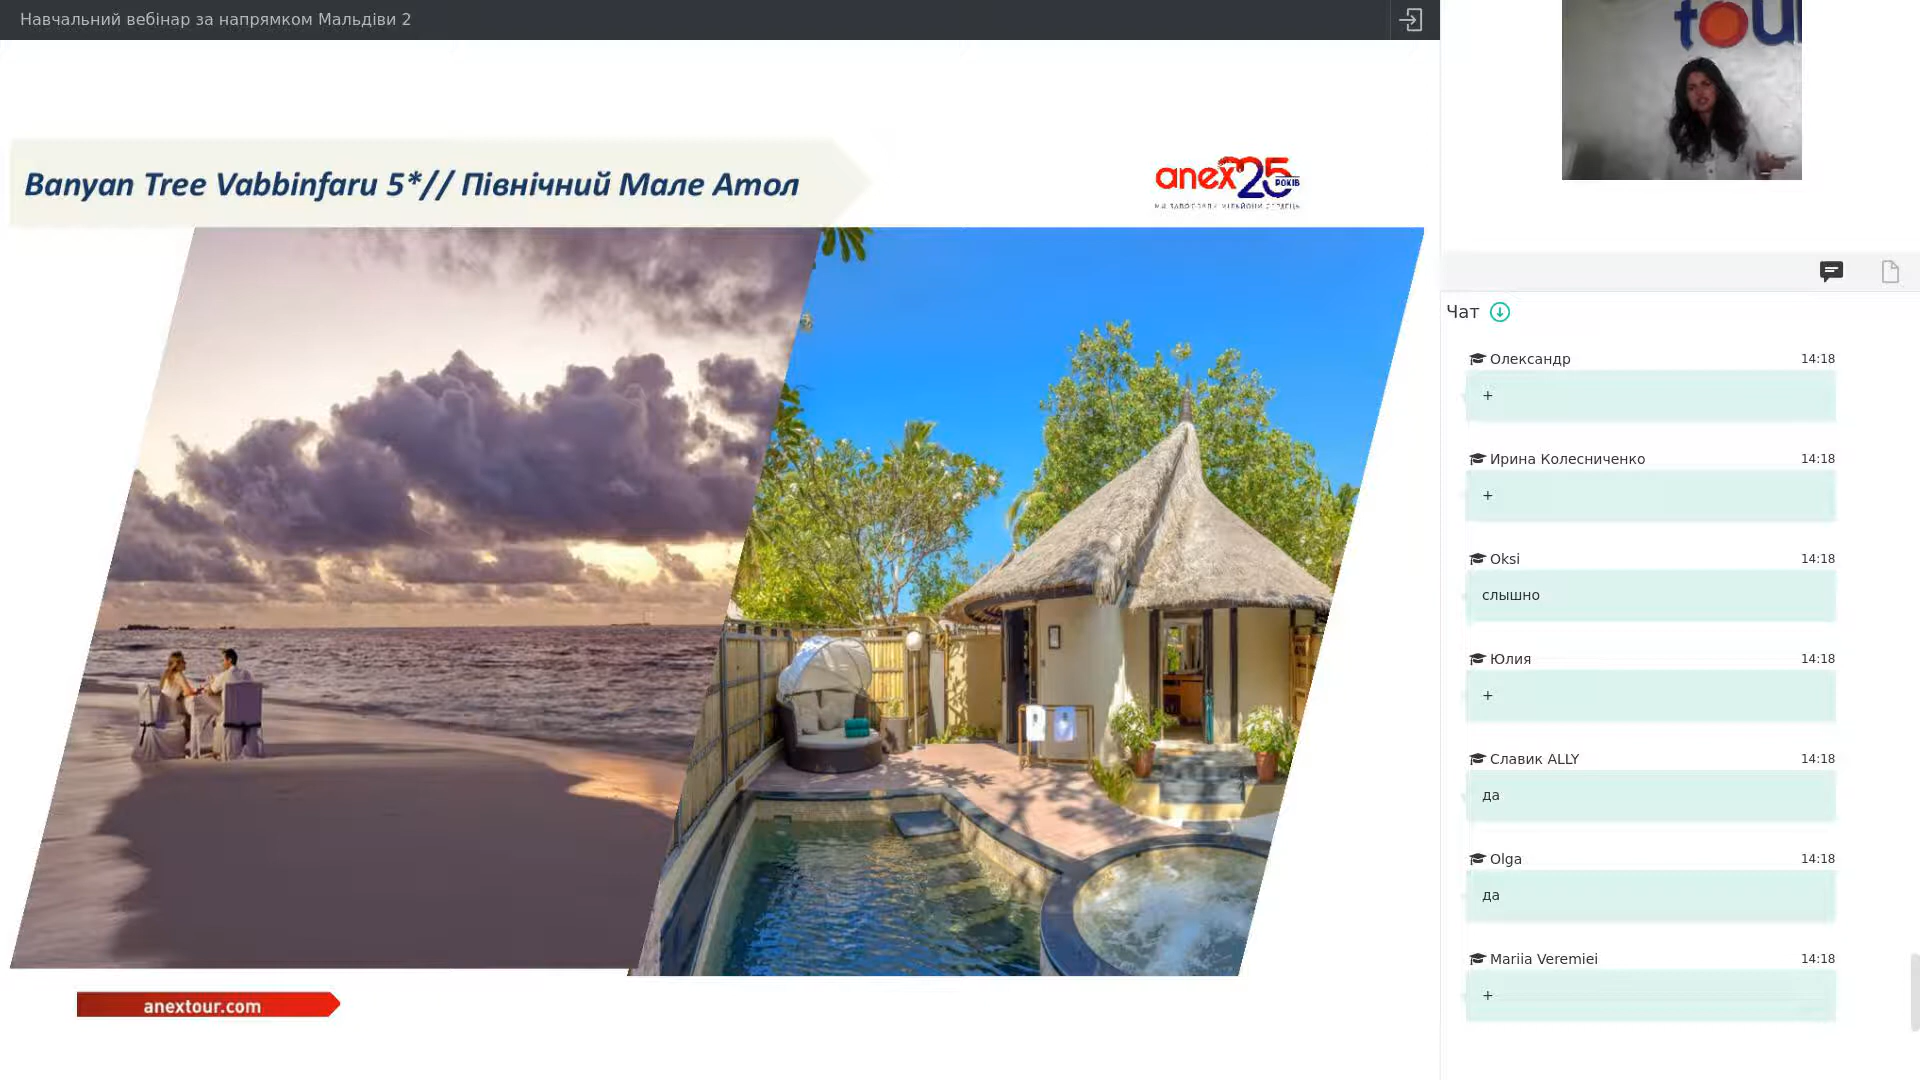 Навчальний вебінар за напрямком Мальдіви 2
tou
Banyan Tree Vabbinfaru 5*// Північний Мале Атол
anex 25 РОКІВ
anextour.com
Чат
Олександр 14:18
+
Ирина Колесниченко 14:18
+
Oksi 14:18
слышно
Юлия 14:18
+
Славик ALLY 14:18
да
Olga 14:18
да
Mariia Veremiei 14:18
+